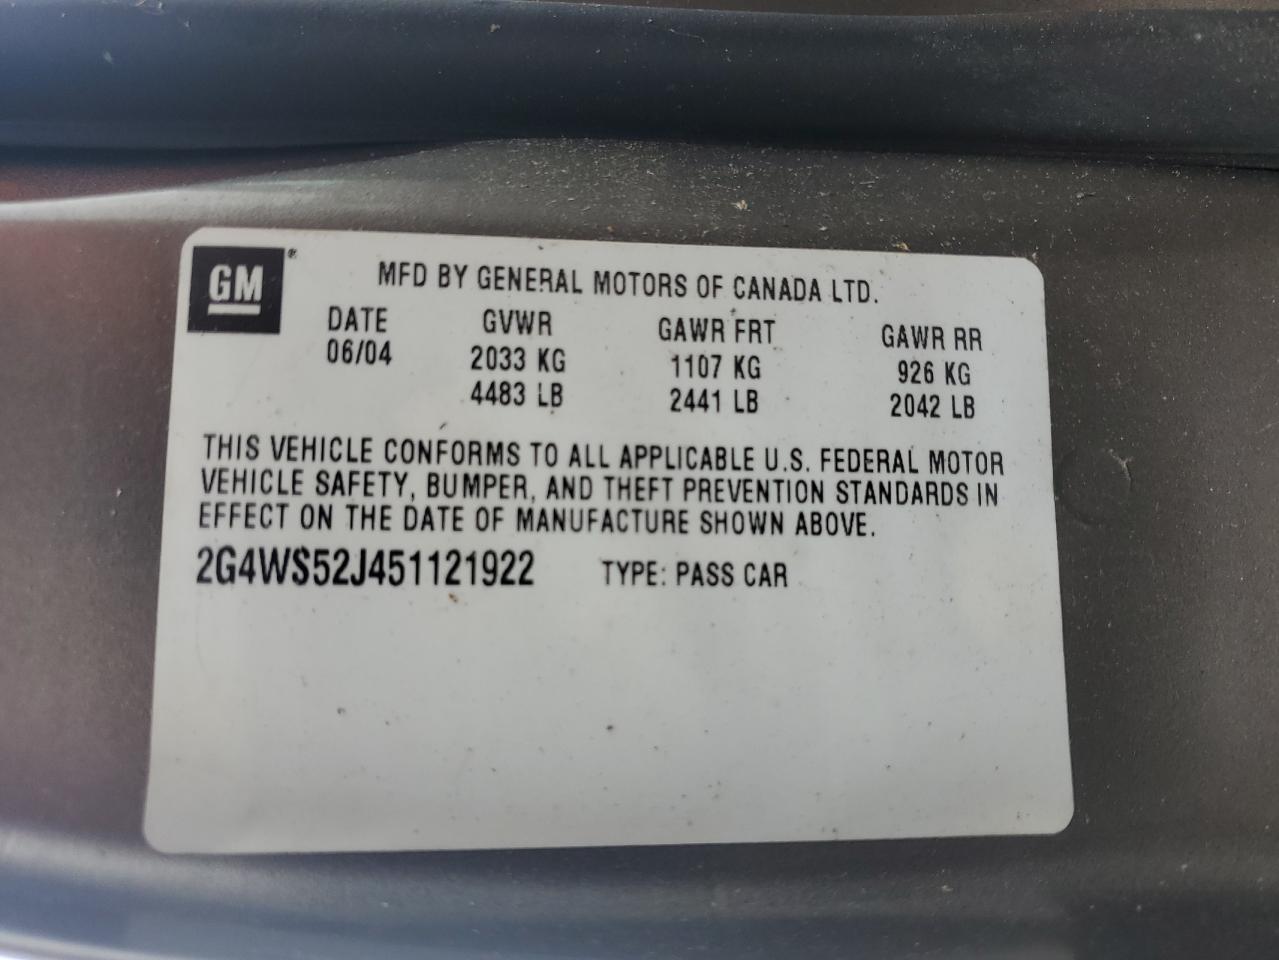 GM ®
MFD BY GENERAL MOTORS OF CANADA LTD.
DATE GVWR GAWR FRT GAWR RR
06/04 2033 KG 1107 KG 926 KG
4483 LB 2441 LB 2042 LB
THIS VEHICLE CONFORMS TO ALL APPLICABLE U.S. FEDERAL MOTOR
VEHICLE SAFETY, BUMPER, AND THEFT PREVENTION STANDARDS IN
EFFECT ON THE DATE OF MANUFACTURE SHOWN ABOVE.
2G4WS52J451121922 TYPE: PASS CAR